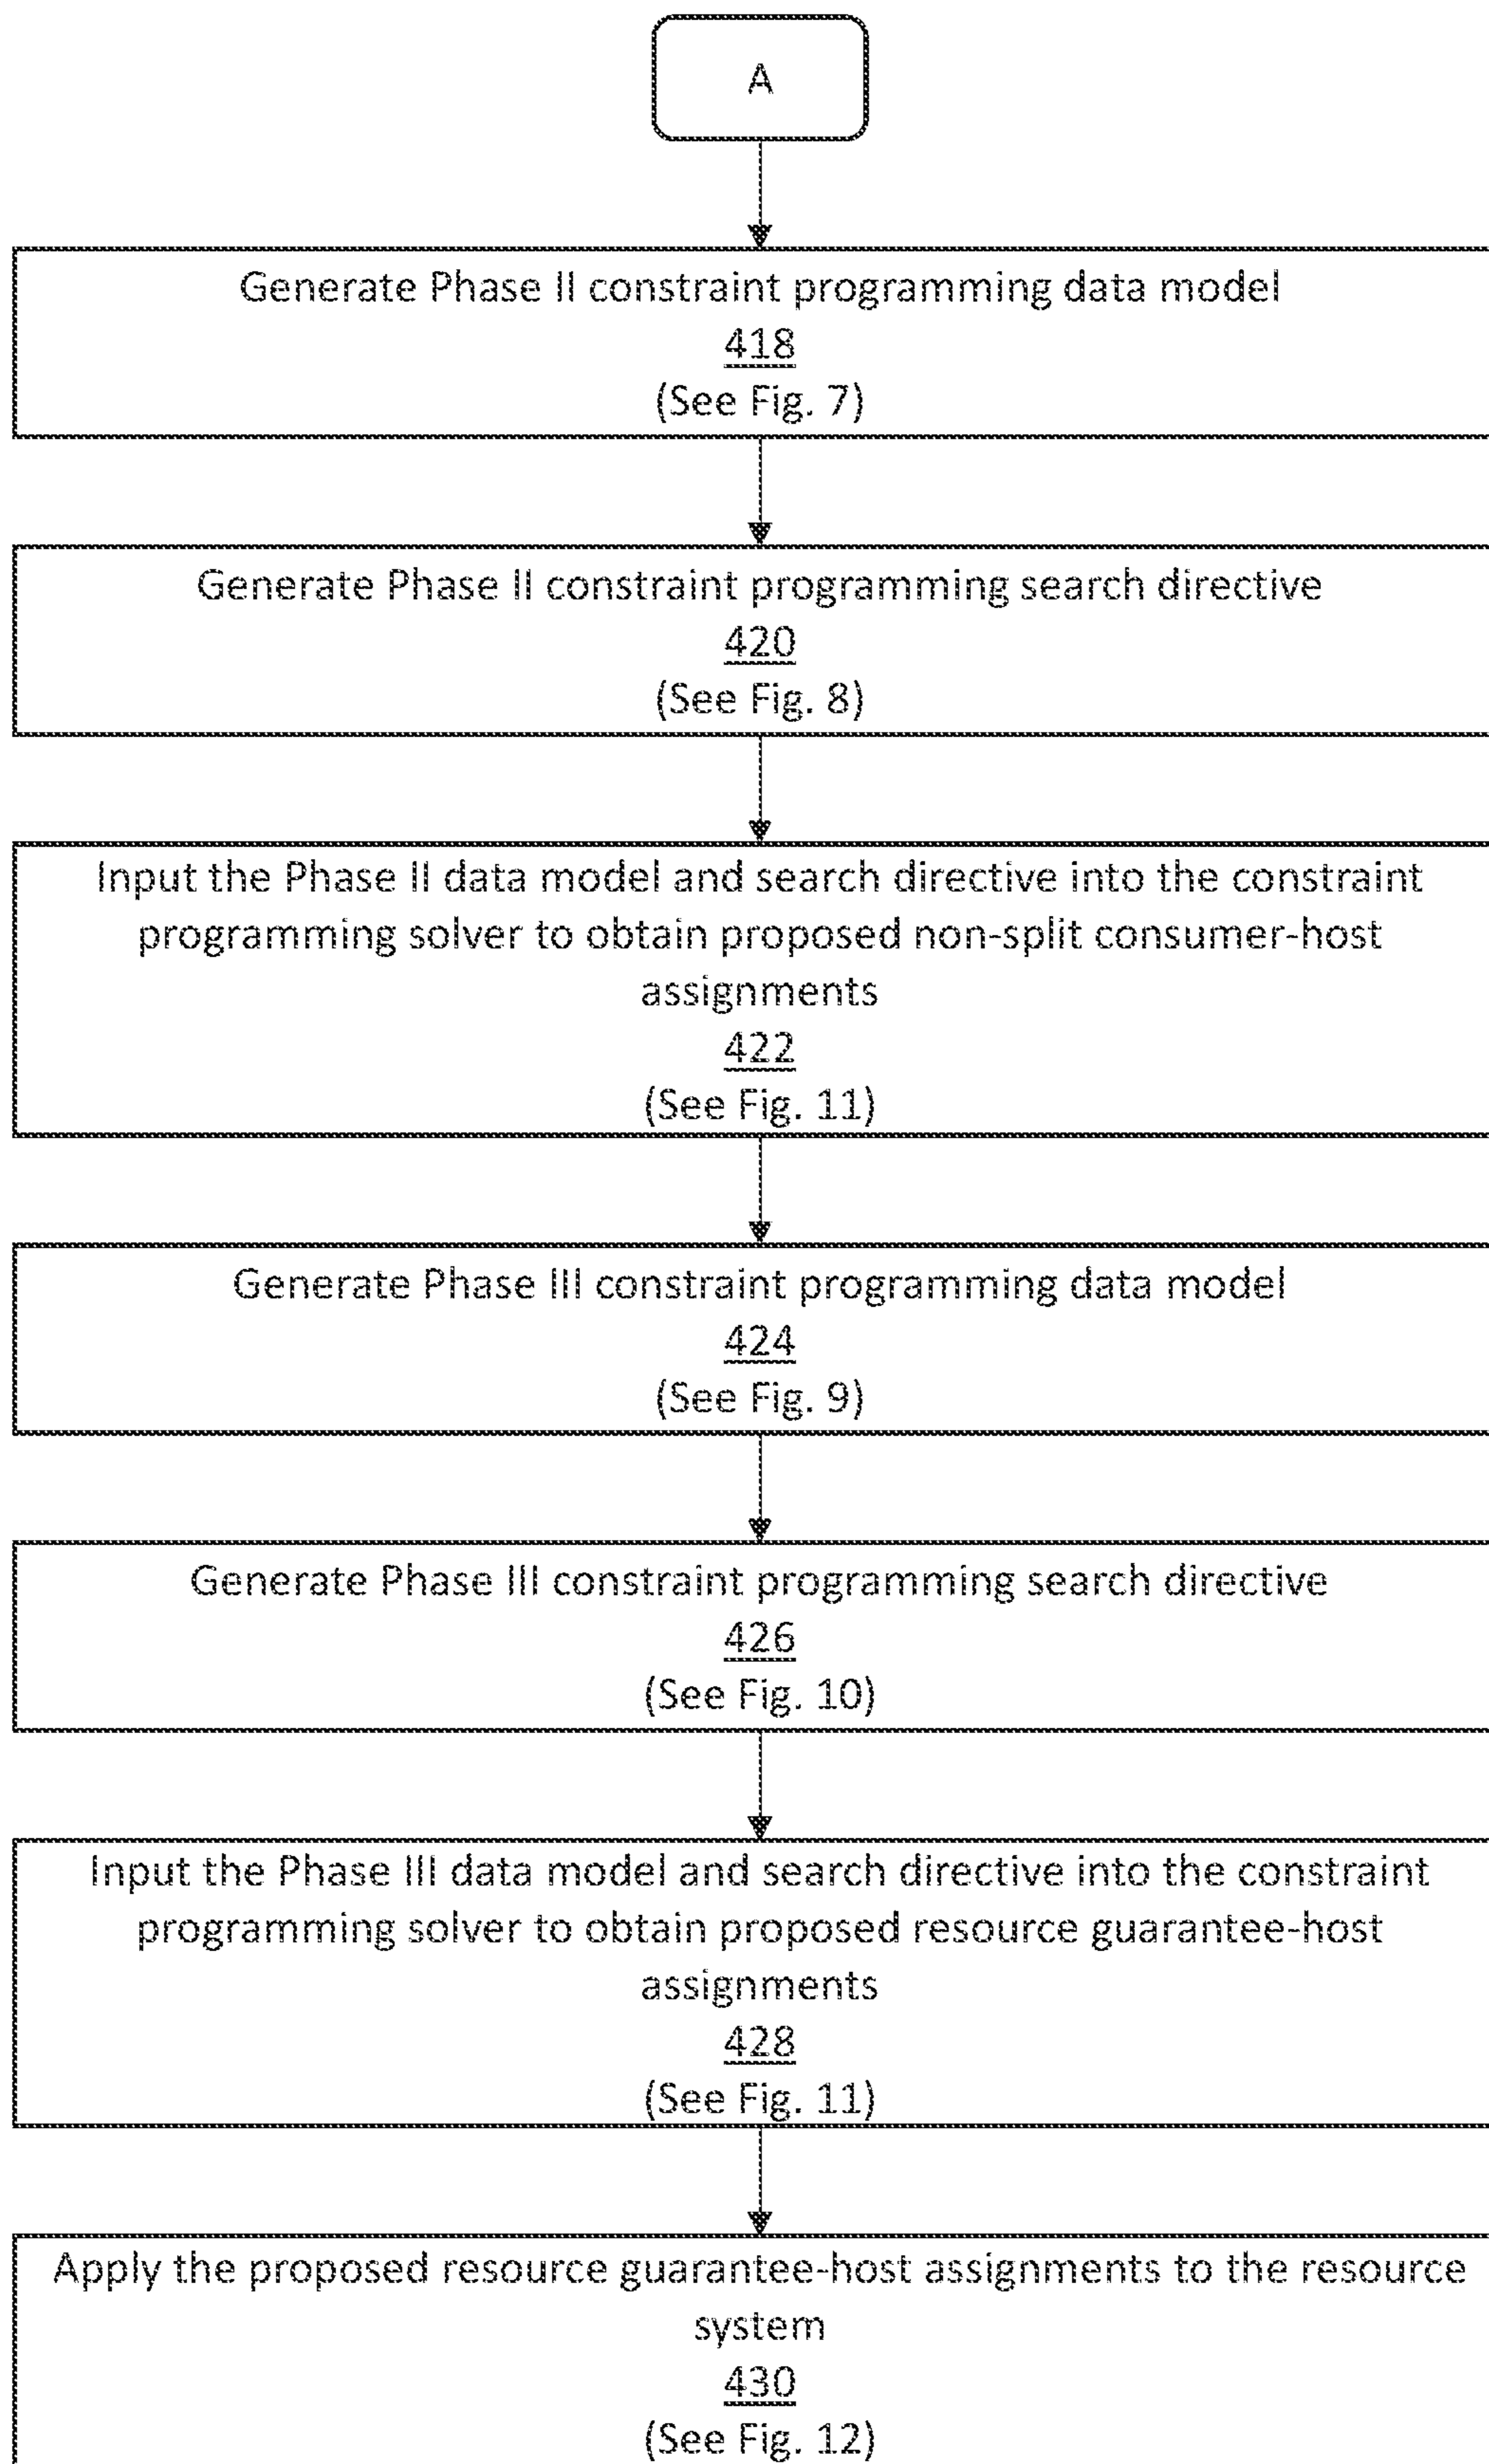 A
Generate Phase II constraint programming data model
418
(See Fig. 7)
Generate Phase II constraint programming search directive
420
(See Fig. 8)
Input the Phase II data model and search directive into the constraint
programming solver to obtain proposed non-split consumer-host
assignments
422
(See Fig. 11)
Generate Phase III constraint programming data model
424
(See Fig. 9)
Generate Phase III constraint programming search directive
426
(See Fig. 10)
Input the Phase III data model and search directive into the constraint
programming solver to obtain proposed resource guarantee-host
assignments
428
(See Fig. 11)
Apply the proposed resource guarantee-host assignments to the resource
system
430
(See Fig. 12)